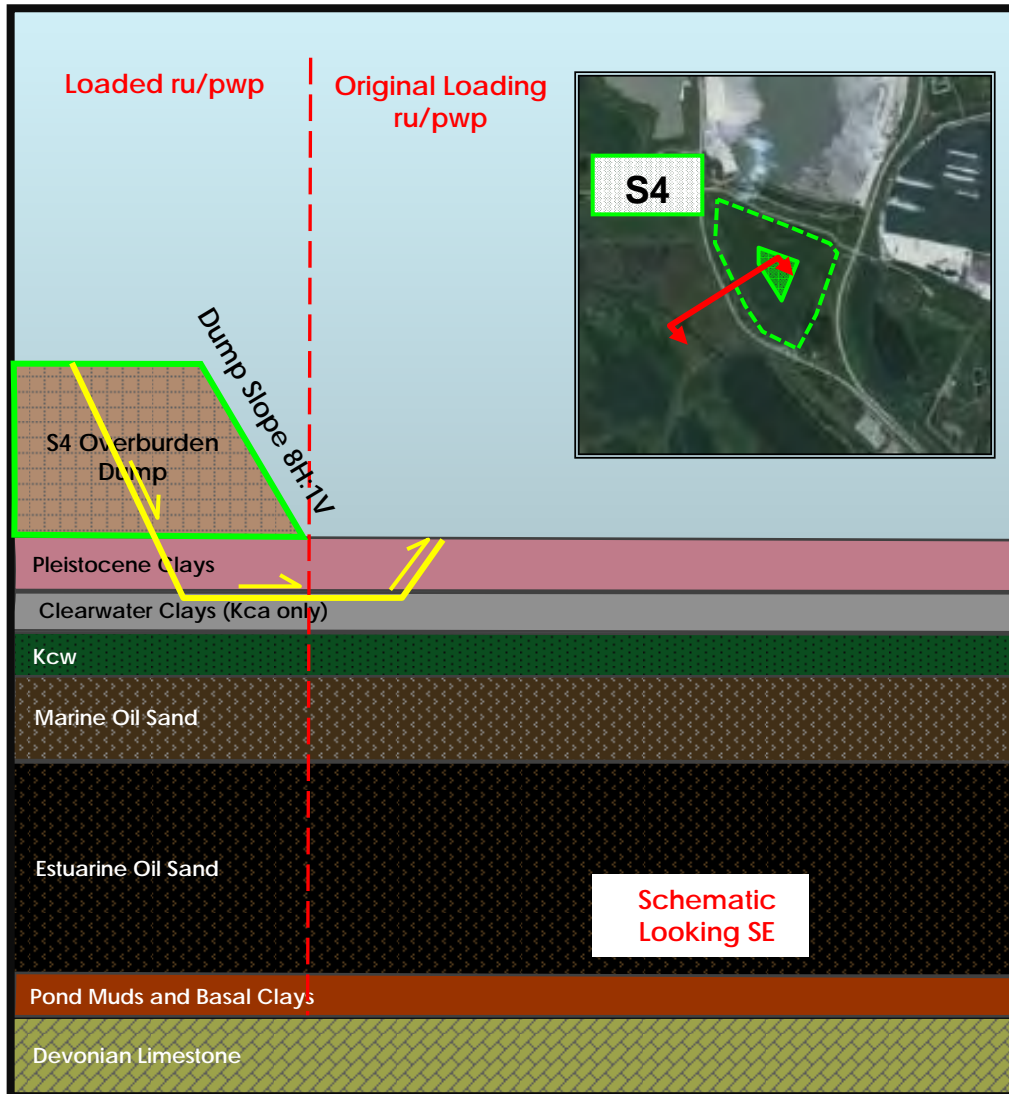 Loaded ru/pwp
Original Loading
ru/pwp
S4
Dump Slope 8H:1V
S4 Overburden
Dump
Pleistocene Clays
Clearwater Clays (Kca only)
Kcw
Marine Oil Sand
Estuarine Oil Sand
Schematic
Looking SE
Pond Muds and Basal Clays
Devonian Limestone